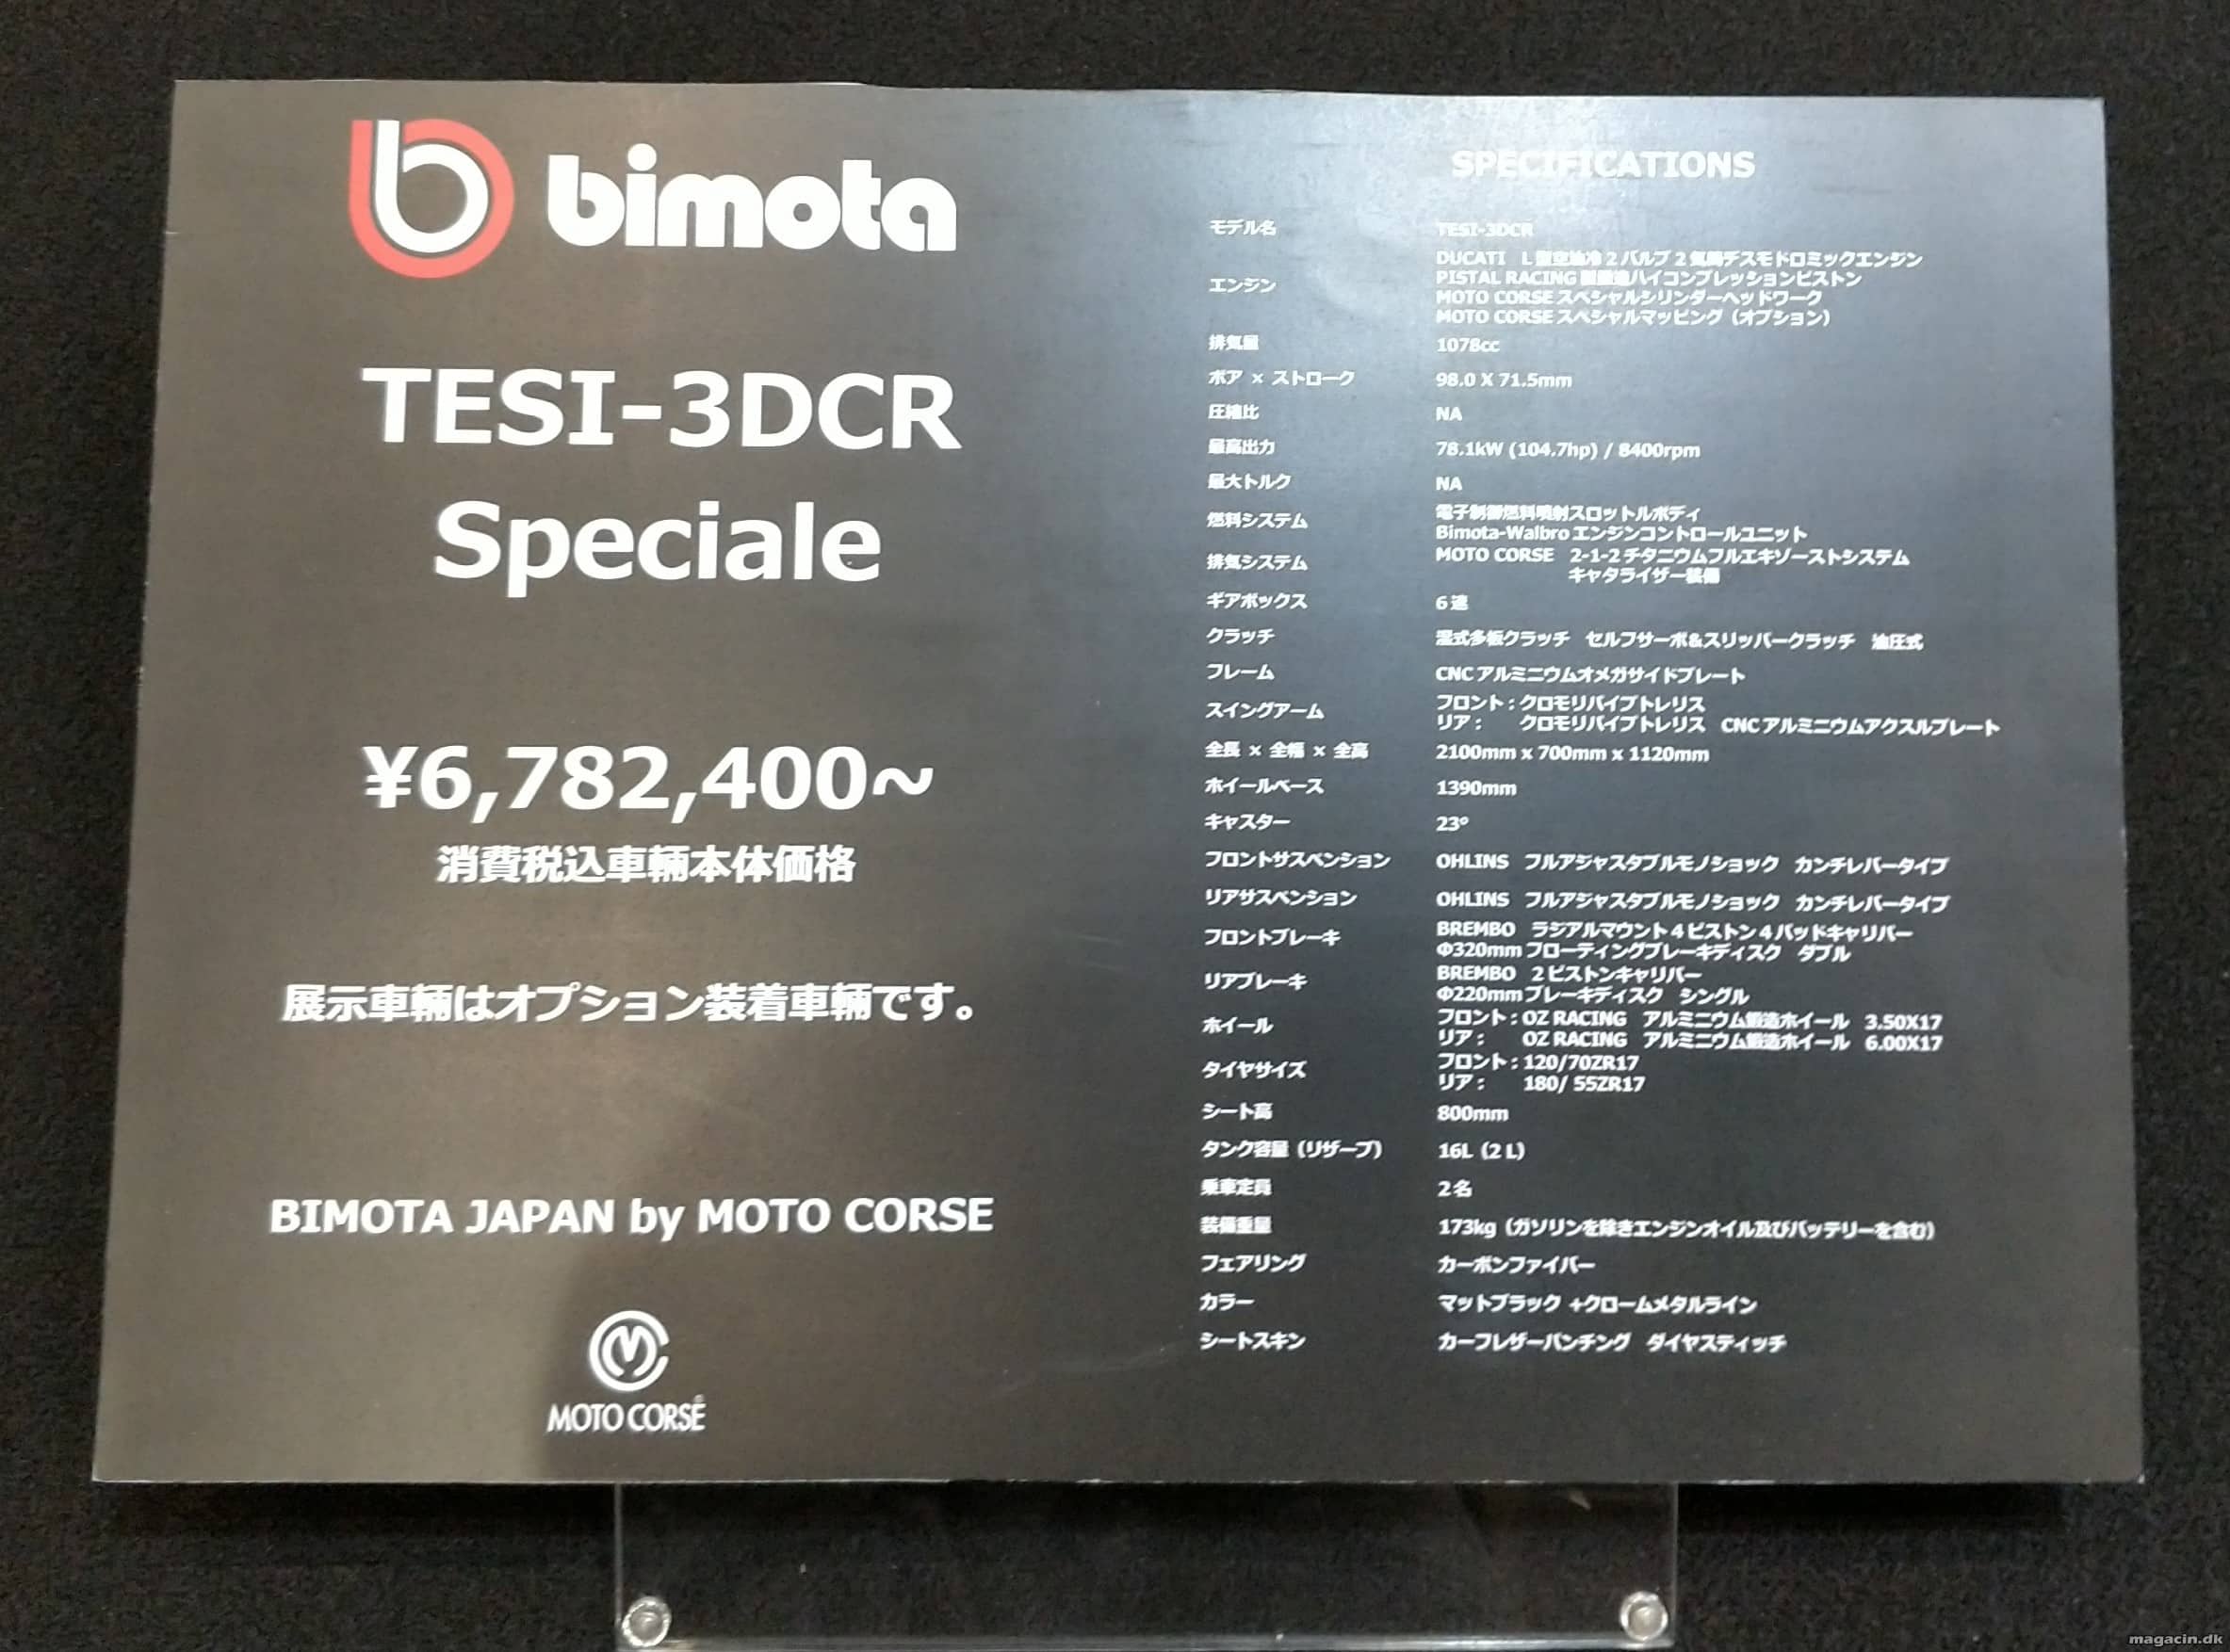 bimota
TESI-3DCR
Speciale
¥6,782,400~
消費税込車輌本体価格
展示車輌はオプション装着車輌です。
BIMOTA JAPAN by MOTO CORSE
MOTO CORSE
SPECIFICATIONS
モデル名 TESI-3DCR
エンジン DUCATI L型空油冷2バルブ2気筒デスモドロミックエンジン
PISTAL RACING製鍛造ハイコンプレッションピストン
MOTO CORSEスペシャルシリンダーヘッドワーク
MOTO CORSEスペシャルマッピング（オプション）
排気量 1078cc
ボア × ストローク 98.0 X 71.5mm
圧縮比 NA
最高出力 78.1kW (104.7hp) / 8400rpm
最大トルク NA
燃料システム 電子制御燃料噴射スロットルボディ
Bimota-Walbroエンジンコントロールユニット
排気システム MOTO CORSE 2-1-2チタニウムフルエキゾーストシステム
キャタライザー装備
ギアボックス 6速
クラッチ 湿式多板クラッチ セルフサーボ&スリッパークラッチ 油圧式
フレーム CNCアルミニウムオメガサイドプレート
スイングアーム フロント：クロモリパイプトレリス
リア： クロモリパイプトレリス CNCアルミニウムアクスルプレート
全長 × 全幅 × 全高 2100mm x 700mm x 1120mm
ホイールベース 1390mm
キャスター 23°
フロントサスペンション OHLINS フルアジャスタブルモノショック カンチレバータイプ
リアサスペンション OHLINS フルアジャスタブルモノショック カンチレバータイプ
フロントブレーキ BREMBO ラジアルマウント4ピストン4パッドキャリパー
Φ320mmフローティングブレーキディスク ダブル
リアブレーキ BREMBO 2ピストンキャリパー
Φ220mmブレーキディスク シングル
ホイール フロント：OZ RACING アルミニウム鍛造ホイール 3.50X17
リア： OZ RACING アルミニウム鍛造ホイール 6.00X17
タイヤサイズ フロント：120/70ZR17
リア： 180/ 55ZR17
シート高 800mm
タンク容量（リザーブ） 16L（2 L）
乗車定員 2名
装備重量 173kg（ガソリンを除きエンジンオイル及びバッテリーを含む）
フェアリング カーボンファイバー
カラー マットブラック +クロームメタルライン
シートスキン カーフレザーパンチング ダイヤスティッチ
magacin.dk